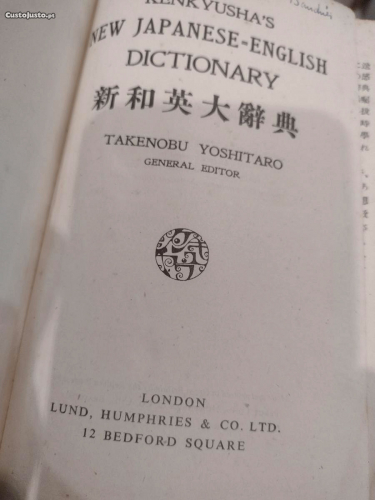 CustoJusto.pt
KENKYUSHA'S
NEW JAPANESE-ENGLISH
DICTIONARY
新和英大辭典
TAKENOBU YOSHITARO
GENERAL EDITOR
LONDON
LUND, HUMPHRIES & CO. LTD.
12 BEDFORD SQUARE